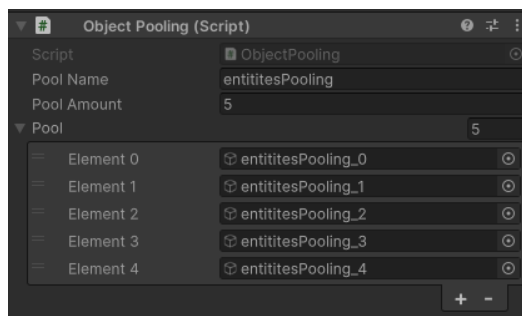 # Object Pooling (Script)
Script ObjectPooling
Pool Name entititesPooling
Pool Amount 5
Pool 5
Element 0 entititesPooling_0
Element 1 entititesPooling_1
Element 2 entititesPooling_2
Element 3 entititesPooling_3
Element 4 entititesPooling_4
+ -